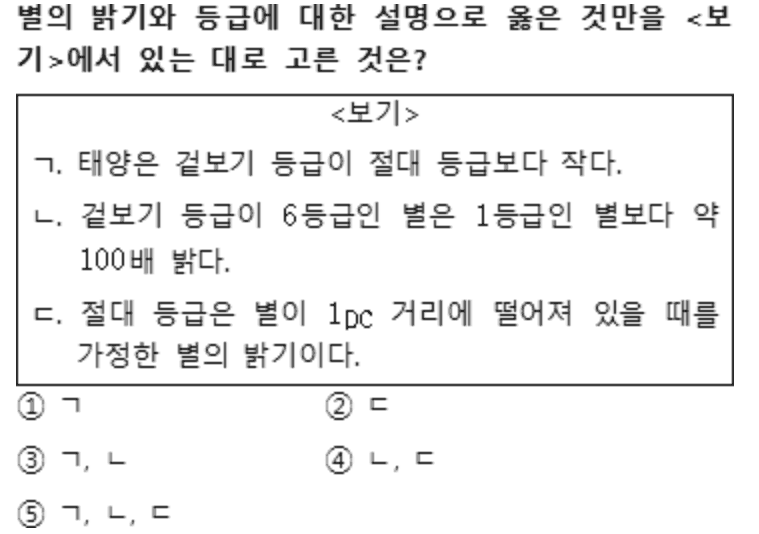 별의 밝기와 등급에 대한 설명으로 옳은 것만을 <보
기>에서 있는 대로 고른 것은?
<보기>
ㄱ. 태양은 겉보기 등급이 절대 등급보다 작다.
ㄴ. 겉보기 등급이 6등급인 별은 1등급인 별보다 약
100배 밝다.
ㄷ. 절대 등급은 별이 1pc 거리에 떨어져 있을 때를
가정한 별의 밝기이다.
① ㄱ ② ㄷ
③ ㄱ, ㄴ ④ ㄴ, ㄷ
⑤ ㄱ, ㄴ, ㄷ